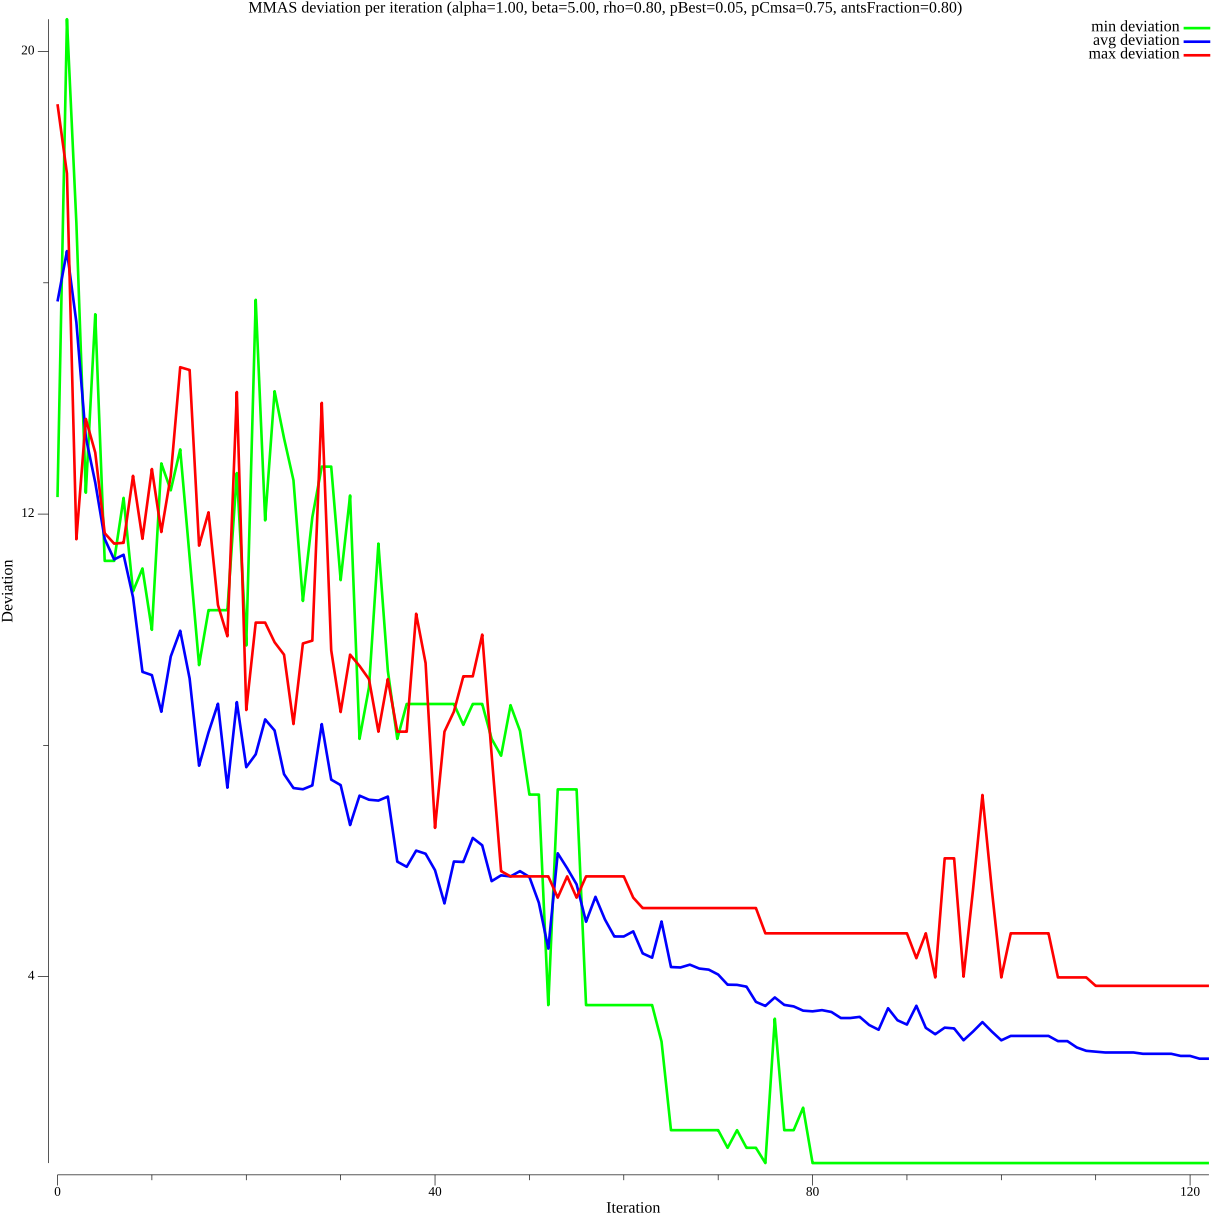 MMAS deviation per iteration (alpha=1.00, beta=5.00, rho=0.80, pBest=0.05, pCmsa=0.75, antsFraction=0.80)
min deviation
avg deviation
max deviation
20
12
4
Deviation
0
40
80
120
Iteration